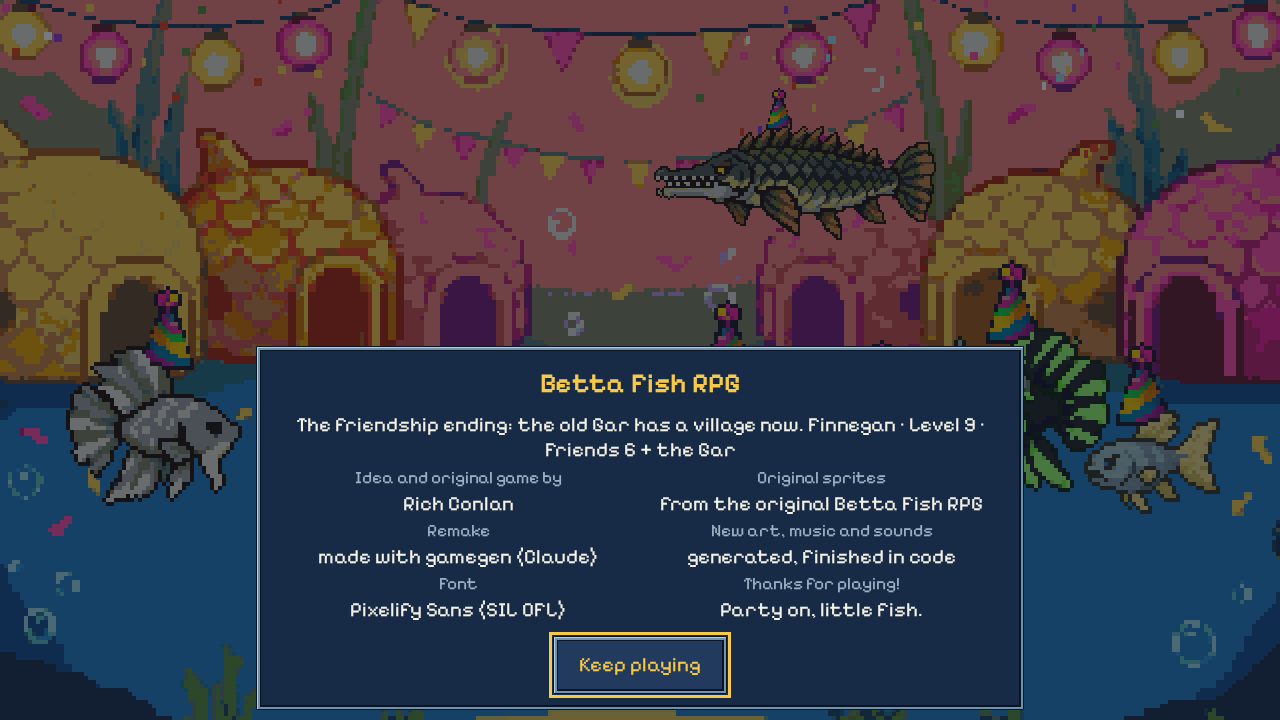 Betta Fish RPG
The friendship ending: the old Gar has a village now. Finnegan · Level 9 ·
Friends 6 + the Gar
Idea and original game by
Rich Conlan
Original sprites
from the original Betta Fish RPG
Remake
made with gamegen (Claude)
New art, music and sounds
generated, finished in code
Font
Pixelify Sans (SIL OFL)
Thanks for playing!
Party on, little fish.
Keep playing